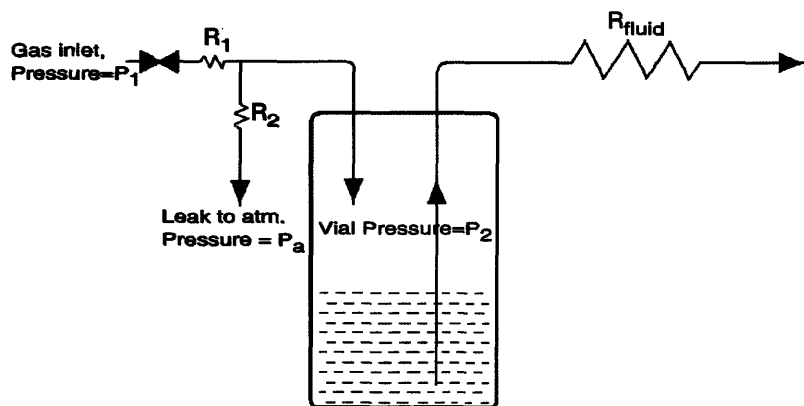 Gas inlet,
Pressure=P1
R1
R2
Rfluid
Leak to atm.
Pressure = Pa
Vial Pressure=P2